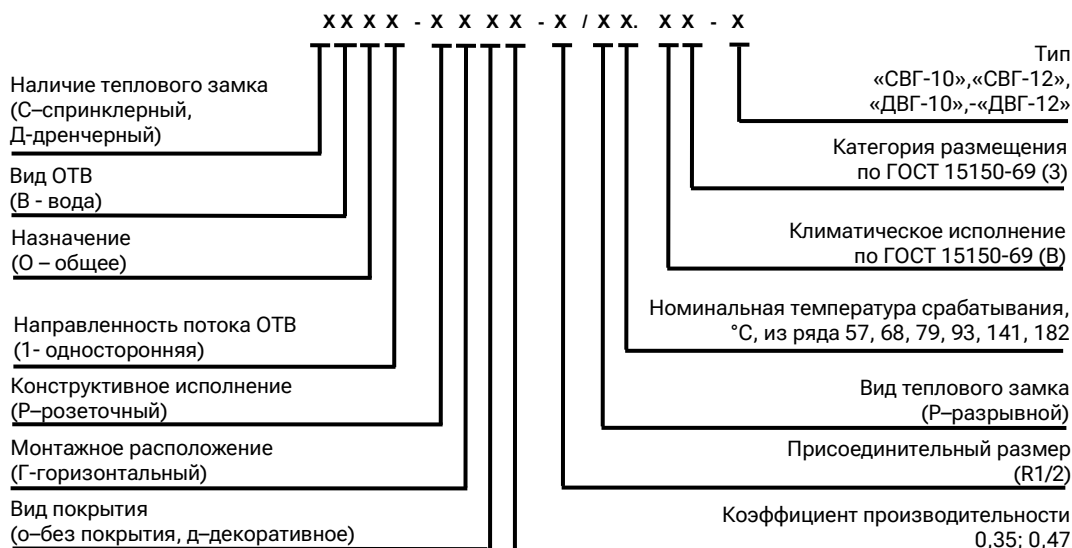 X X X X - X X X X - X / X X. X X - X
Наличие теплового замка
(С–спринклерный,
Д-дренчерный)
Вид ОТВ
(В - вода)
Назначение
(О – общее)
Направленность потока ОТВ
(1- односторонняя)
Конструктивное исполнение
(Р–розеточный)
Монтажное расположение
(Г-горизонтальный)
Вид покрытия
(о–без покрытия, д–декоративное)
Тип
«СВГ-10»,«СВГ-12»,
«ДВГ-10»,-«ДВГ-12»
Категория размещения
по ГОСТ 15150-69 (3)
Климатическое исполнение
по ГОСТ 15150-69 (В)
Номинальная температура срабатывания,
°С, из ряда 57, 68, 79, 93, 141, 182
Вид теплового замка
(Р–разрывной)
Присоединительный размер
(R1/2)
Коэффициент производительности
0,35; 0,47